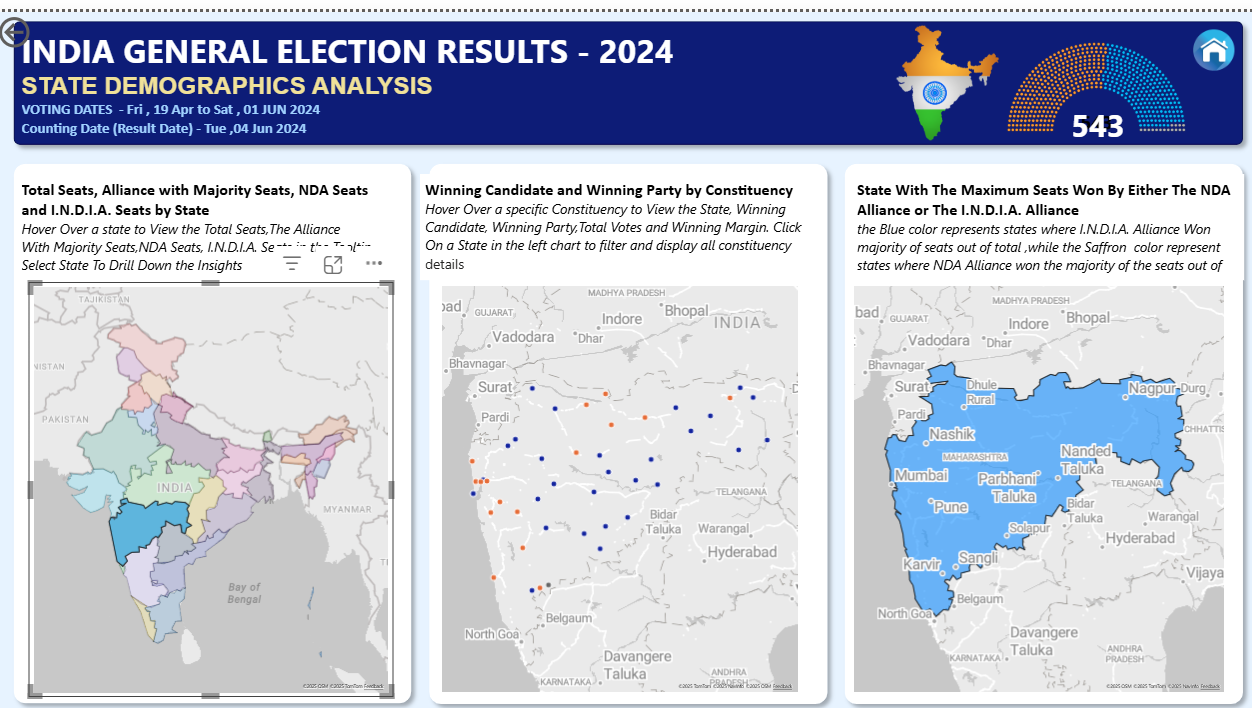 INDIA GENERAL ELECTION RESULTS - 2024
STATE DEMOGRAPHICS ANALYSIS
VOTING DATES - Fri , 19 Apr to Sat , 01 JUN 2024
Counting Date (Result Date) - Tue ,04 Jun 2024
543
Total Seats, Alliance with Majority Seats, NDA Seats
and I.N.D.I.A. Seats by State
Hover Over a state to View the Total Seats,The Alliance
With Majority Seats,NDA Seats, I.N.D.I.A. Seats in the Tooltip
Select State To Drill Down the Insights
TAJIKISTAN
NISTAN
PAKISTAN
INDIA
MYANMAR
Bay of
Bengal
©2025 OSM ©2025 TomTom Feedback
Winning Candidate and Winning Party by Constituency
Hover Over a specific Constituency to View the State, Winning
Candidate, Winning Party,Total Votes and Winning Margin. Click
On a State in the left chart to filter and display all constituency
details
MADHYA PRADESH
bad
GUJARAT
Bhopal
Indore
INDIA
Vadodara
Dhar
Bhavnagar
Surat
Pardi
TELANGANA
Bidar
Taluka
Warangal
Hyderabad
Belgaum
North Goa
Davangere
Taluka
KARNATAKA
ANDHRA
PRADESH
©2025 OSM ©2025 TomTom Feedback
State With The Maximum Seats Won By Either The NDA
Alliance or The I.N.D.I.A. Alliance
the Blue color represents states where I.N.D.I.A. Alliance Won
majority of seats out of total ,while the Saffron color represent
states where NDA Alliance won the majority of the seats out of
MADHYA PRADESH
bad
GUJARAT
Bhopal
Indore
Vadodara
Dhar
Bhavnagar
Surat
Dhule
Rural
Nagpur
Durg
Pardi
Nashik
CHHATTIS
MAHARASHTRA
Nanded
Taluka
Mumbai
Parbhani
Taluka
TELANGANA
Pune
Bidar
Taluka
Warangal
Solapur
Hyderabad
Karvir
Sangli
Vijaya
Belgaum
North Goa
Davangere
Taluka
KARNATAKA
ANDHRA
PRADESH
©2025 TomTom, ©2025 OSM Feedback